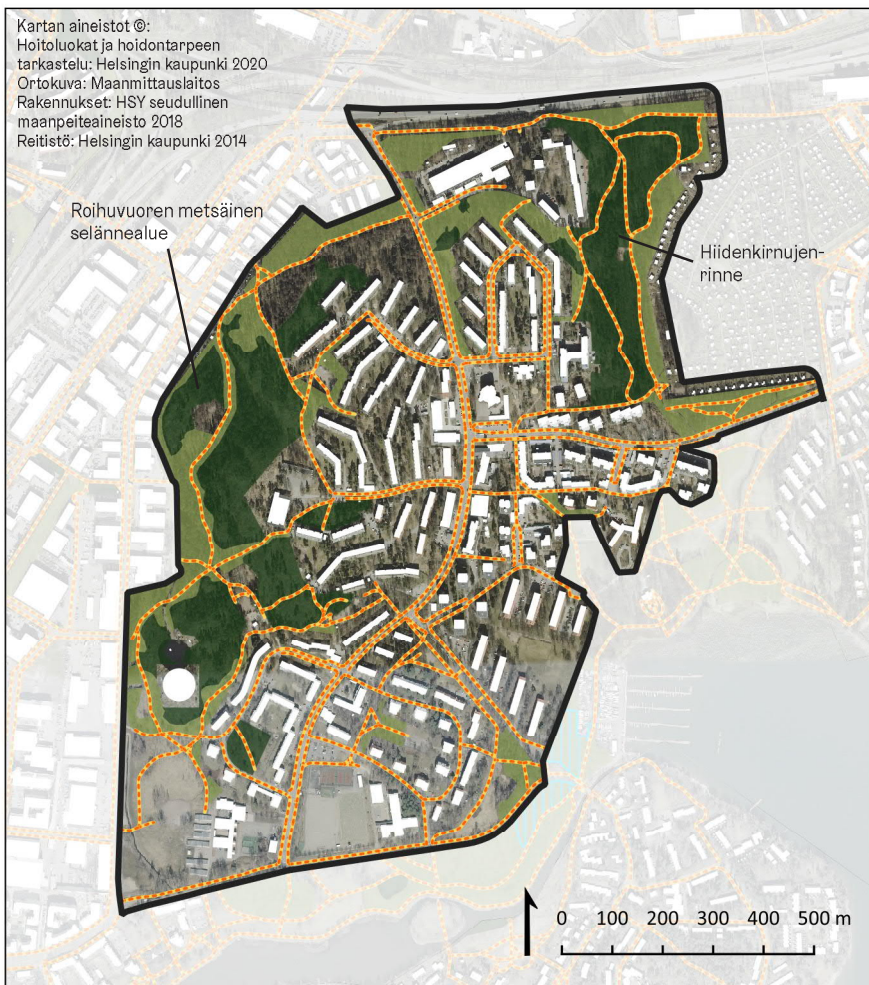 Kartan aineistot ©:
Hoitoluokat ja hoidontarpeen
tarkastelu: Helsingin kaupunki 2020
Ortokuva: Maanmittauslaitos
Rakennukset: HSY seudullinen
maanpeiteaineisto 2018
Reitistö: Helsingin kaupunki 2014
Roihuvuoren metsäinen
selännealue
Hiidenkirnujen-
rinne
0 100 200 300 400 500 m